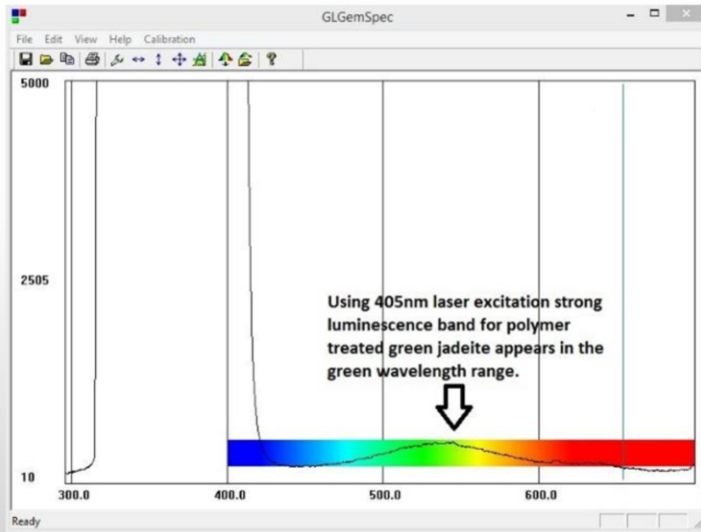 GLGemSpec
File Edit View Help Calibration
5000
2505
10
Using 405nm laser excitation strong
luminescence band for polymer
treated green jadeite appears in the
green wavelength range.
300.0 400.0 500.0 600.0
Ready